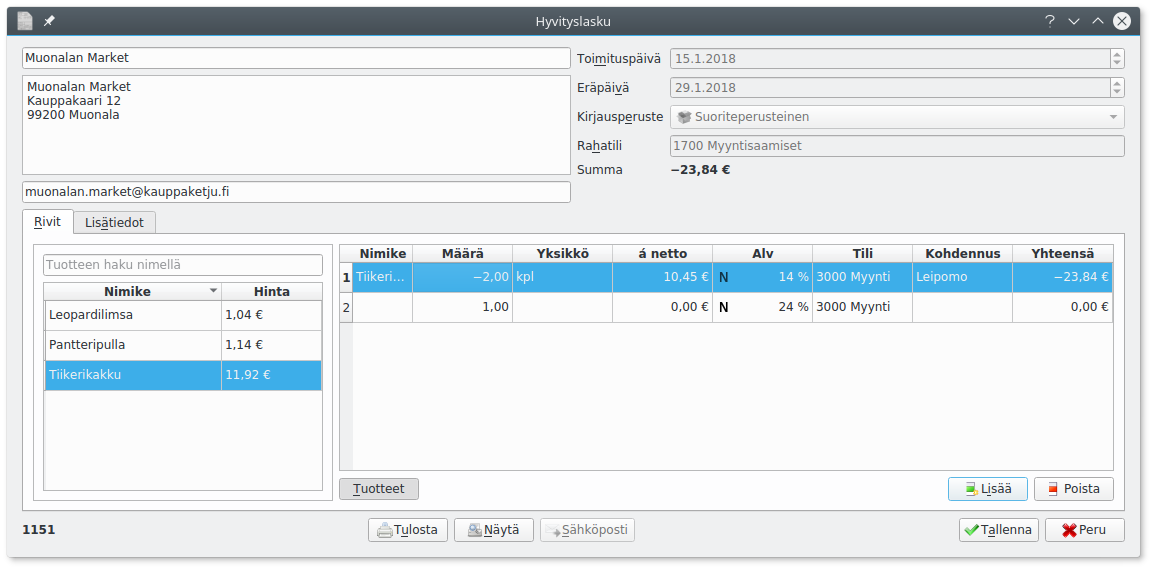 Hyvityslasku
Muonalan Market
Muonalan Market
Kauppakaari 12
99200 Muonala
muonalan.market@kauppaketju.fi
Toimituspäivä 15.1.2018
Eräpäivä 29.1.2018
Kirjausperuste Suoriteperusteinen
Rahatili 1700 Myyntisaamiset
Summa −23,84 €
Rivit Lisätiedot
Tuotteen haku nimellä
Nimike Hinta
Leopardilimsa 1,04 €
Pantteripulla 1,14 €
Tiikerikakku 11,92 €
Nimike Määrä Yksikkö á netto Alv Tili Kohdennus Yhteensä
1 Tiikeri... −2,00 kpl 10,45 € N 14 % 3000 Myynti Leipomo −23,84 €
2 1,00 0,00 € N 24 % 3000 Myynti 0,00 €
Tuotteet Lisää Poista
1151 Tulosta Näytä Sähköposti Tallenna Peru